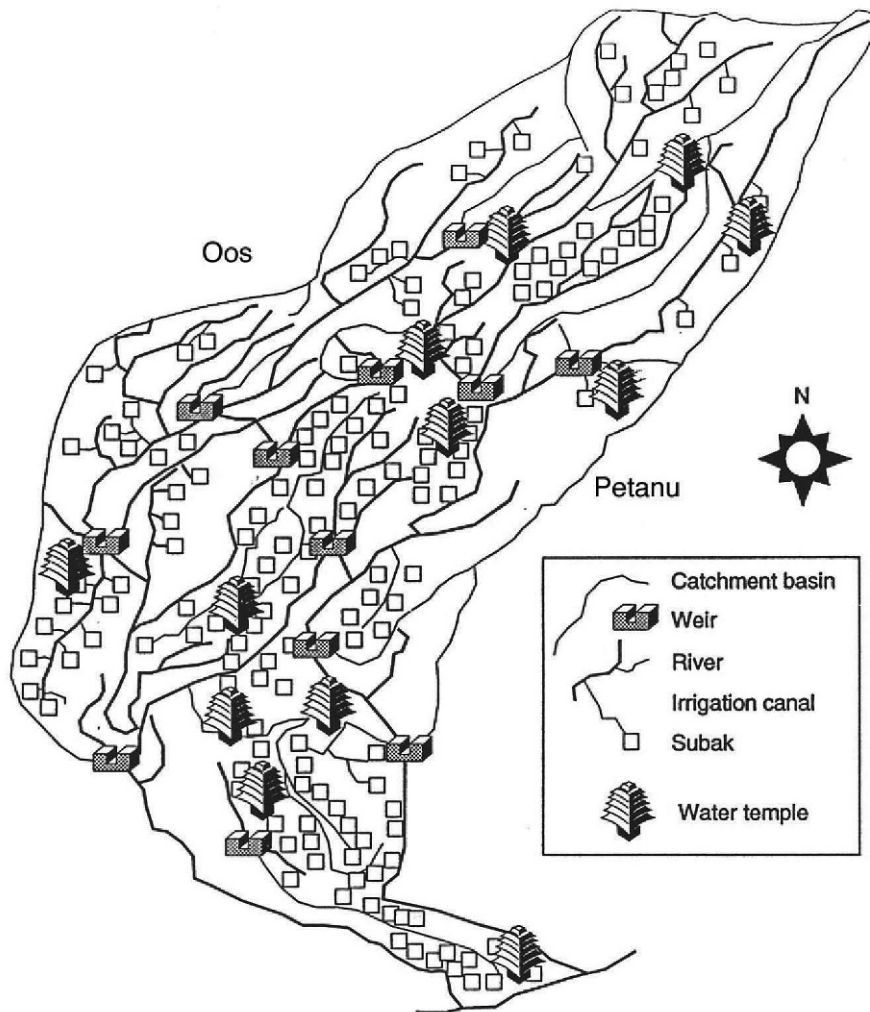 Oos
N
Petanu
Catchment basin
Weir
River
Irrigation canal
Subak
Water temple